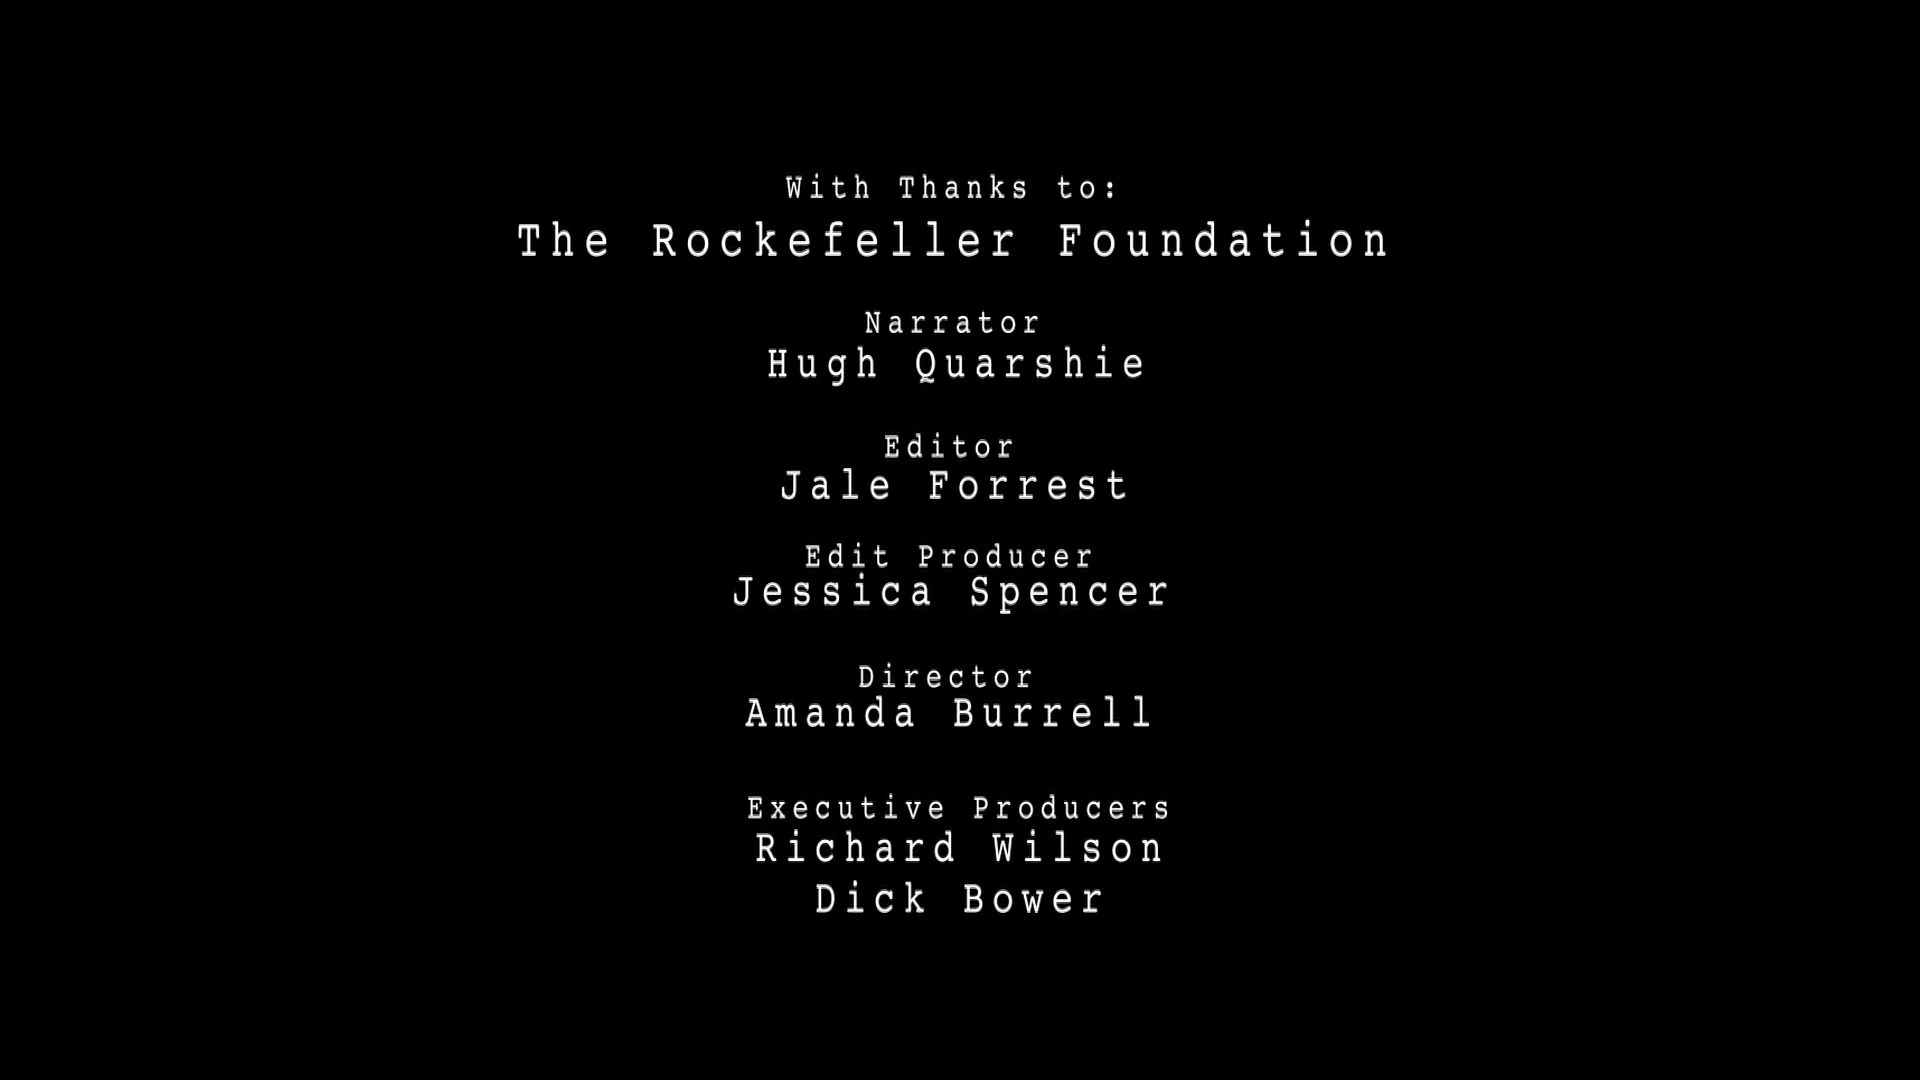 With Thanks to:
The Rockefeller Foundation
Narrator
Hugh Quarshie
Editor
Jale Forrest
Edit Producer
Jessica Spencer
Director
Amanda Burrell
Executive Producers
Richard Wilson
Dick Bower